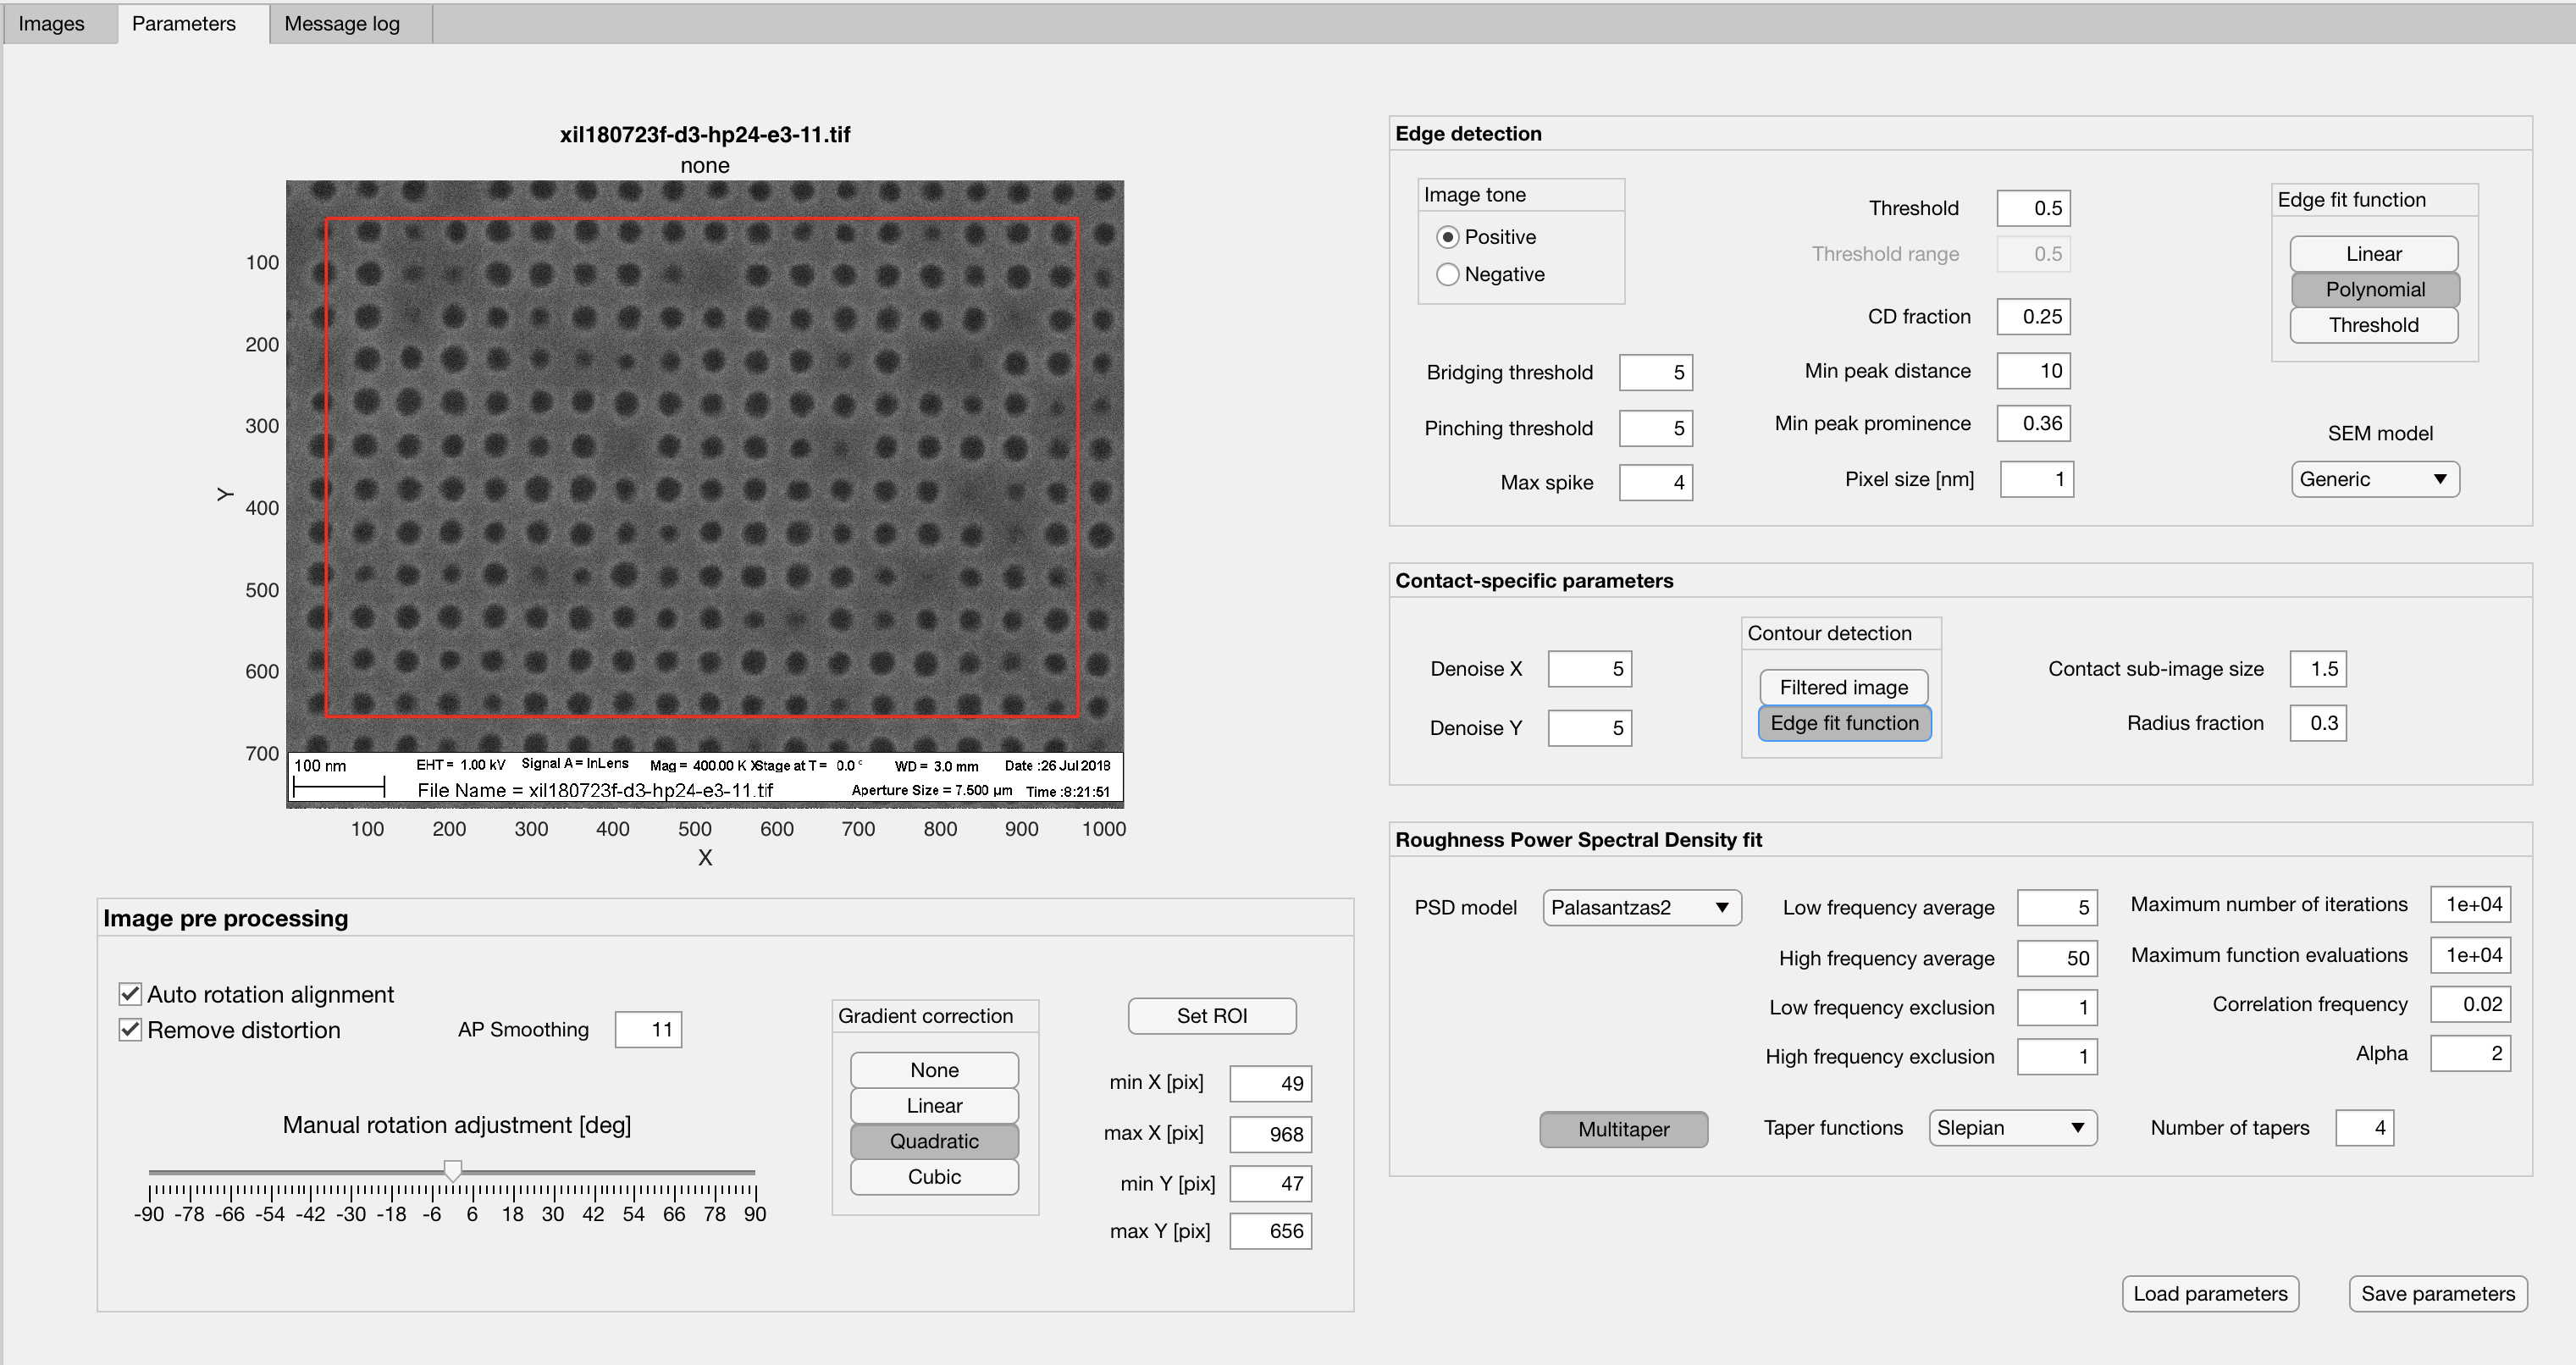 Images
Parameters
Message log
xil180723f-d3-hp24-e3-11.tif
none
100
200
300
400
500
600
700
Y
100 nm
EHT = 1.00 kV Signal A = InLens Mag = 400.00 K X Stage at T = 0.0 ° WD = 3.0 mm Date :26 Jul 2018
File Name = xil180723f-d3-hp24-e3-11.tif Aperture Size = 7.500 µm Time :8:21:51
100 200 300 400 500 600 700 800 900 1000
X
Image pre processing
Auto rotation alignment
Remove distortion
AP Smoothing 11
Manual rotation adjustment [deg]
-90 -78 -66 -54 -42 -30 -18 -6 6 18 30 42 54 66 78 90
Gradient correction
None
Linear
Quadratic
Cubic
Set ROI
min X [pix] 49
max X [pix] 968
min Y [pix] 47
max Y [pix] 656
Edge detection
Image tone
Positive
Negative
Bridging threshold 5
Pinching threshold 5
Max spike 4
Threshold 0.5
Threshold range 0.5
CD fraction 0.25
Min peak distance 10
Min peak prominence 0.36
Pixel size [nm] 1
Edge fit function
Linear
Polynomial
Threshold
SEM model
Generic
Contact-specific parameters
Denoise X 5
Denoise Y 5
Contour detection
Filtered image
Edge fit function
Contact sub-image size 1.5
Radius fraction 0.3
Roughness Power Spectral Density fit
PSD model Palasantzas2
Low frequency average 5
High frequency average 50
Low frequency exclusion 1
High frequency exclusion 1
Maximum number of iterations 1e+04
Maximum function evaluations 1e+04
Correlation frequency 0.02
Alpha 2
Multitaper
Taper functions Slepian
Number of tapers 4
Load parameters
Save parameters